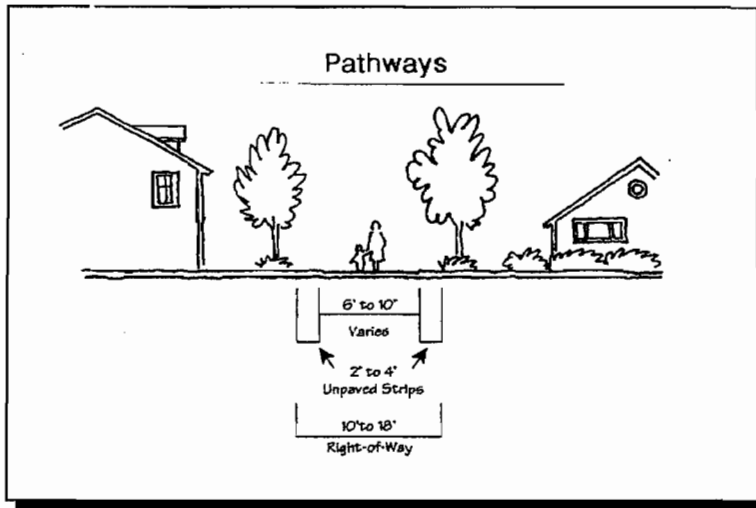 Pathways
6' to 10'
Varies
2' to 4'
Unpaved Strips
10' to 18'
Right-of-Way